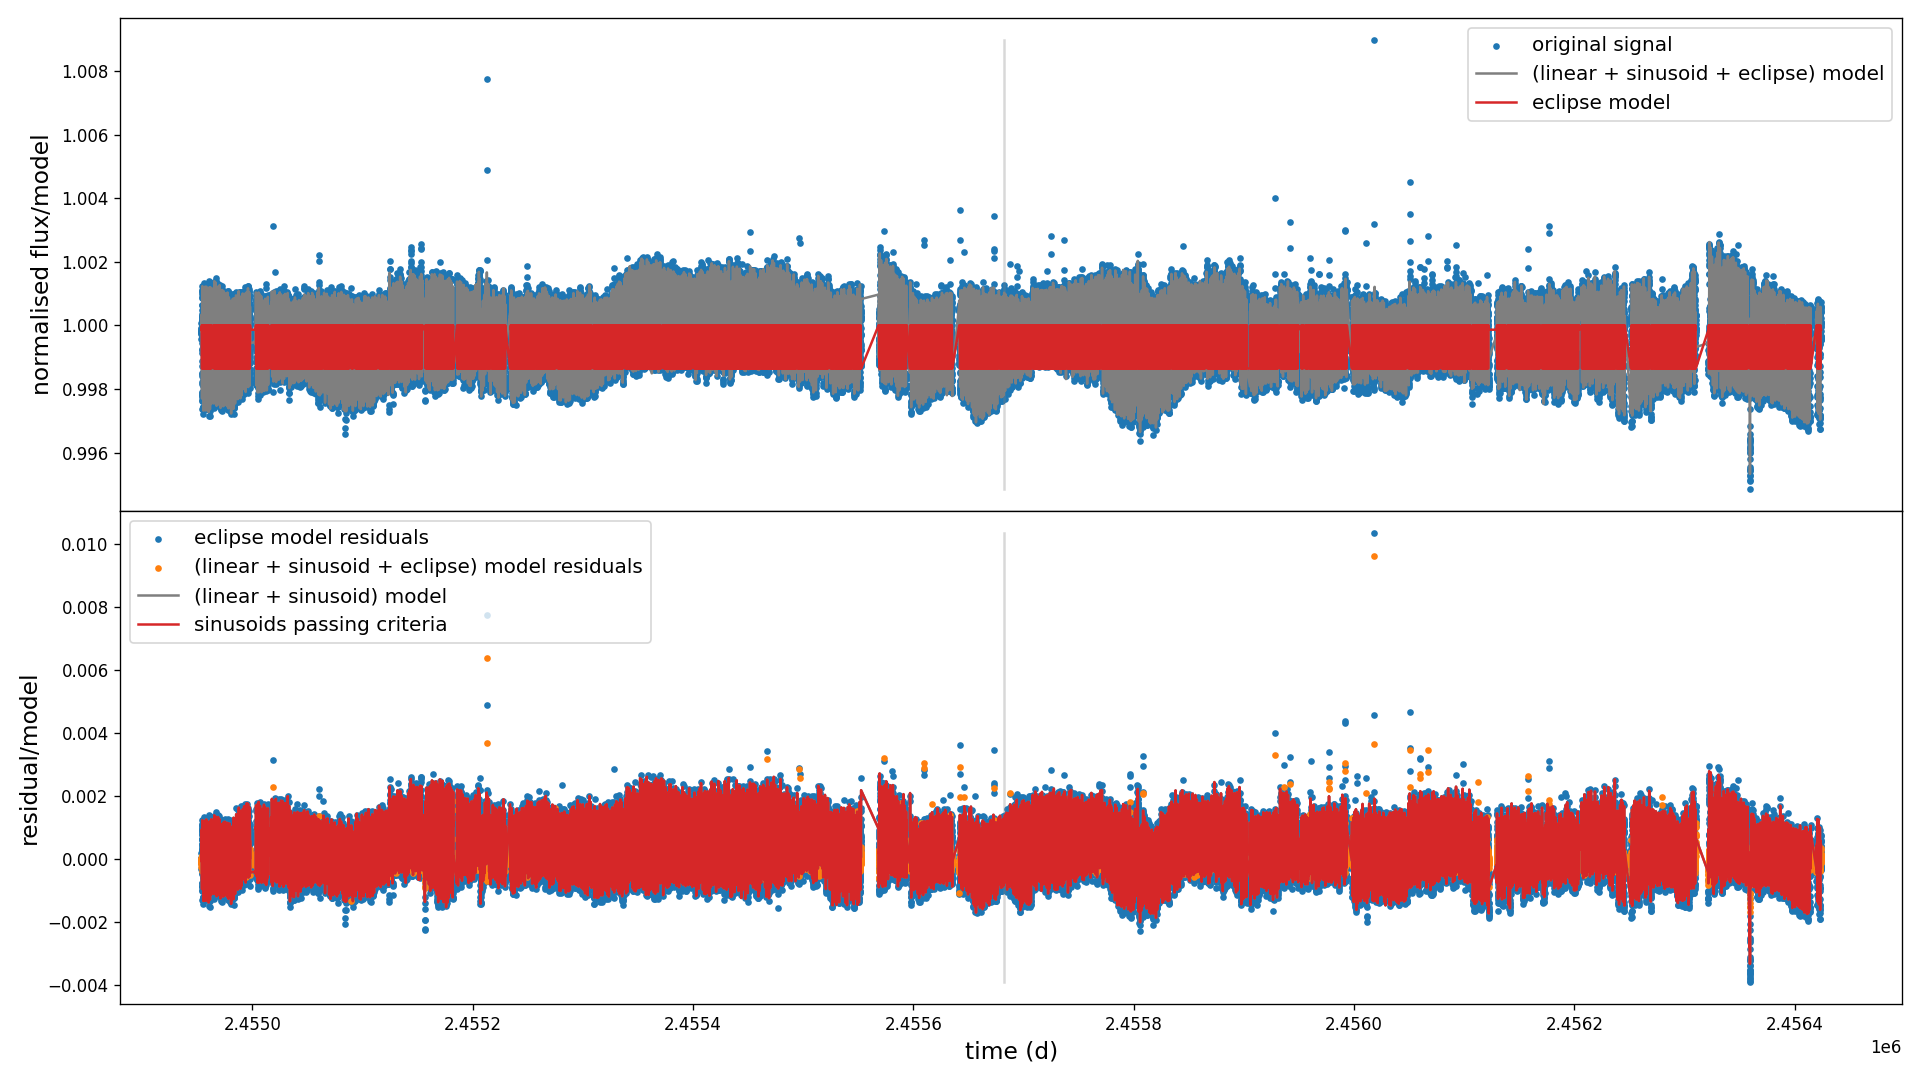 normalised flux/model
1.008
1.006
1.004
1.002
1.000
0.998
0.996
original signal
(linear + sinusoid + eclipse) model
eclipse model
residual/model
0.010
0.008
0.006
0.004
0.002
0.000
−0.002
−0.004
eclipse model residuals
(linear + sinusoid + eclipse) model residuals
(linear + sinusoid) model
sinusoids passing criteria
2.4550
2.4552
2.4554
2.4556
2.4558
2.4560
2.4562
2.4564
1e6
time (d)